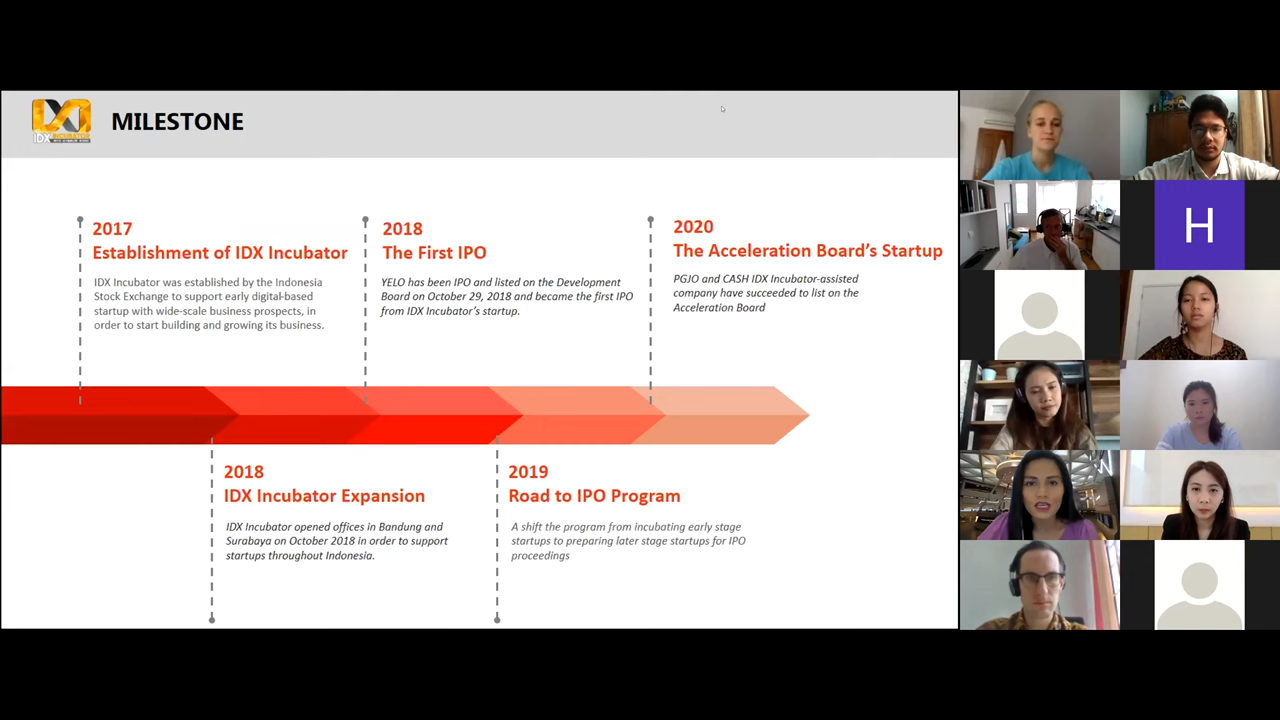 IDX
INCUBATOR
MILESTONE
2017
Establishment of IDX Incubator
IDX Incubator was established by the Indonesia
Stock Exchange to support early digital-based
startup with wide-scale business prospects, in
order to start building and growing its business.
2018
The First IPO
YELO has been IPO and listed on the Development
Board on October 29, 2018 and became the first IPO
from IDX Incubator's startup.
2020
The Acceleration Board's Startup
PGJO and CASH IDX Incubator-assisted
company have succeeded to list on the
Acceleration Board
2018
IDX Incubator Expansion
IDX Incubator opened offices in Bandung and
Surabaya on October 2018 in order to support
startups throughout Indonesia.
2019
Road to IPO Program
A shift the program from incubating early stage
startups to preparing later stage startups for IPO
proceedings
H